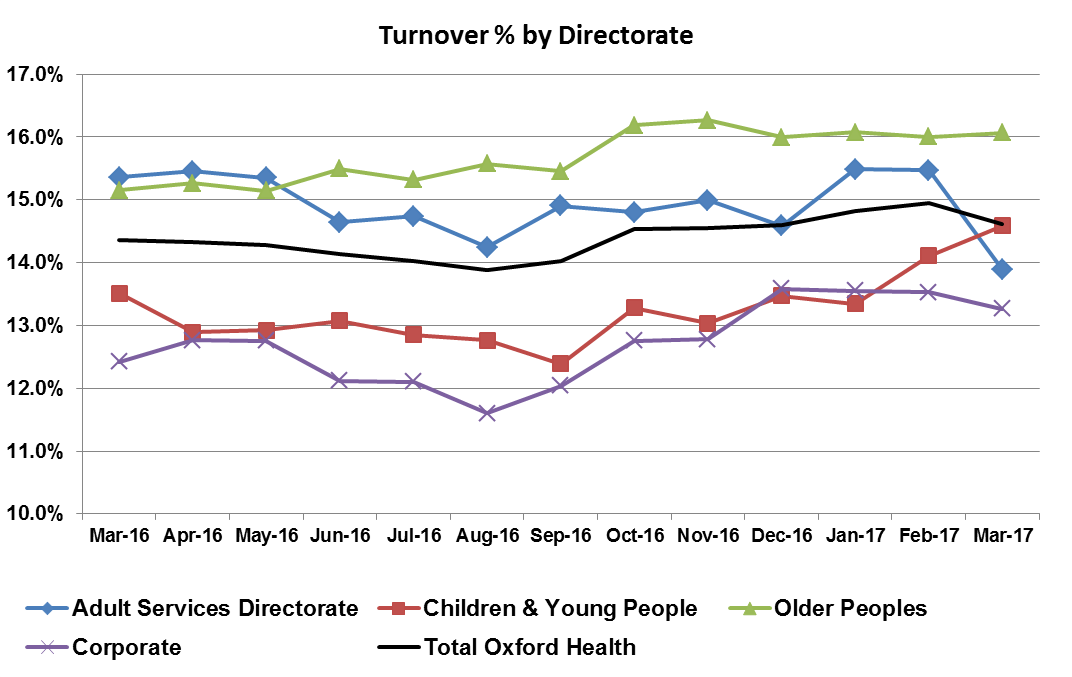 Turnover % by Directorate
17.0%
16.0%
15.0%
14.0%
13.0%
12.0%
11.0%
10.0%
Mar-16 Apr-16 May-16 Jun-16 Jul-16 Aug-16 Sep-16 Oct-16 Nov-16 Dec-16 Jan-17 Feb-17 Mar-17
Adult Services Directorate Children & Young People Older Peoples
Corporate Total Oxford Health